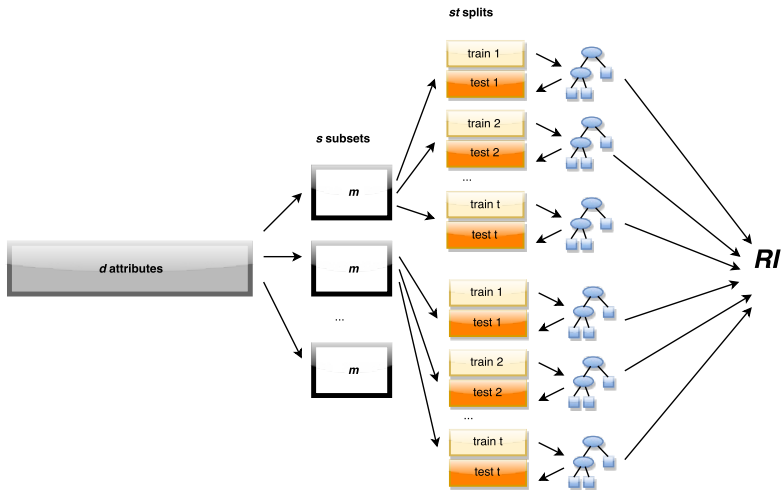 st splits
train 1
test 1
train 2
test 2
...
train t
test t
s subsets
m
d attributes
m
...
m
train 1
test 1
train 2
test 2
...
train t
test t
RI